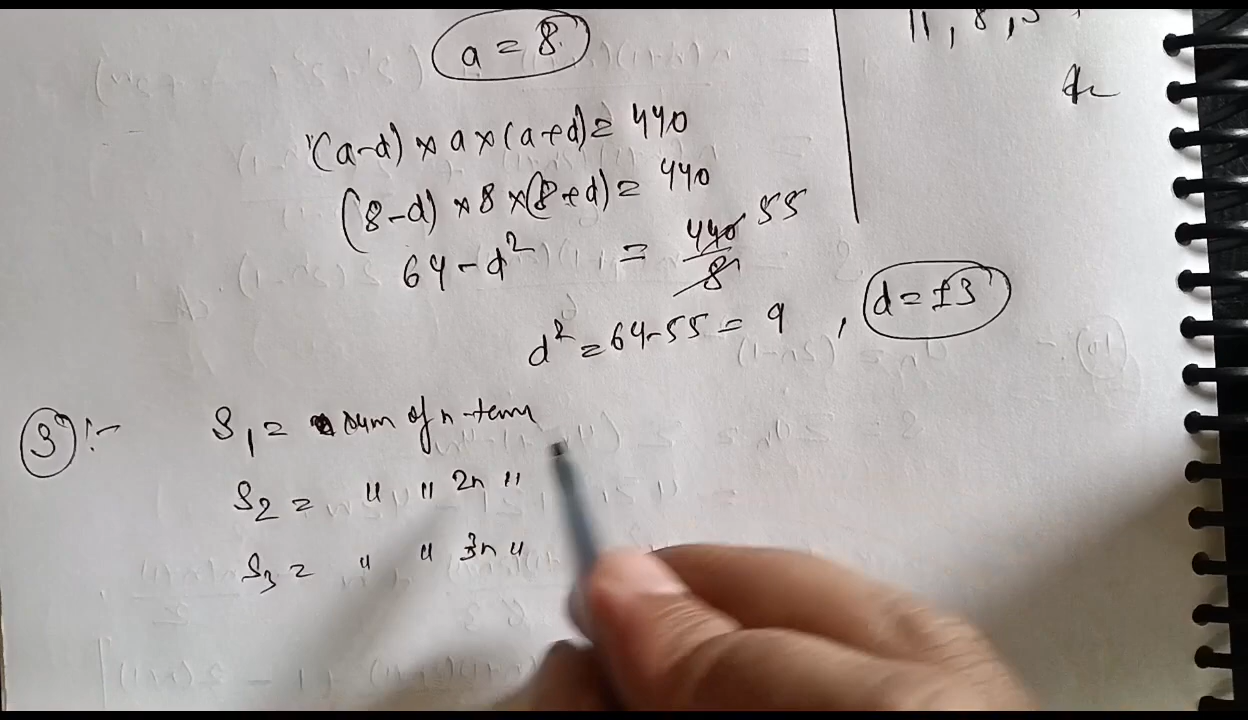 a = 8
11, 8, 5
(a-d) × a × (a+d) = 440
(8-d) × 8 × (8+d) = 440
64 - d² = 440/8 55
d² = 64-55 = 9 , d = ±3
3 :- S₁ = sum of n-term
S₂ = " " 2n "
S₃ = " " 3n "